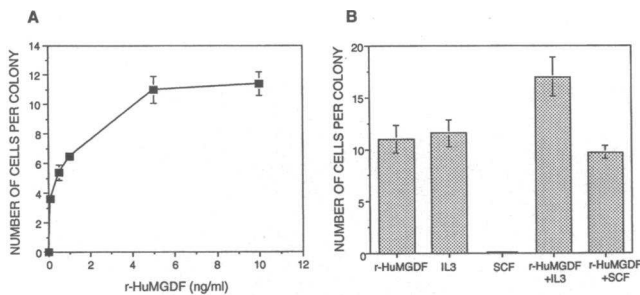 A
NUMBER OF CELLS PER COLONY
14
12
10
8
6
4
2
0
0 2 4 6 8 10 12
r-HuMGDF (ng/ml)
B
NUMBER OF CELLS PER COLONY
20
15
10
5
0
r-HuMGDF IL3 SCF r-HuMGDF r-HuMGDF
+IL3 +SCF